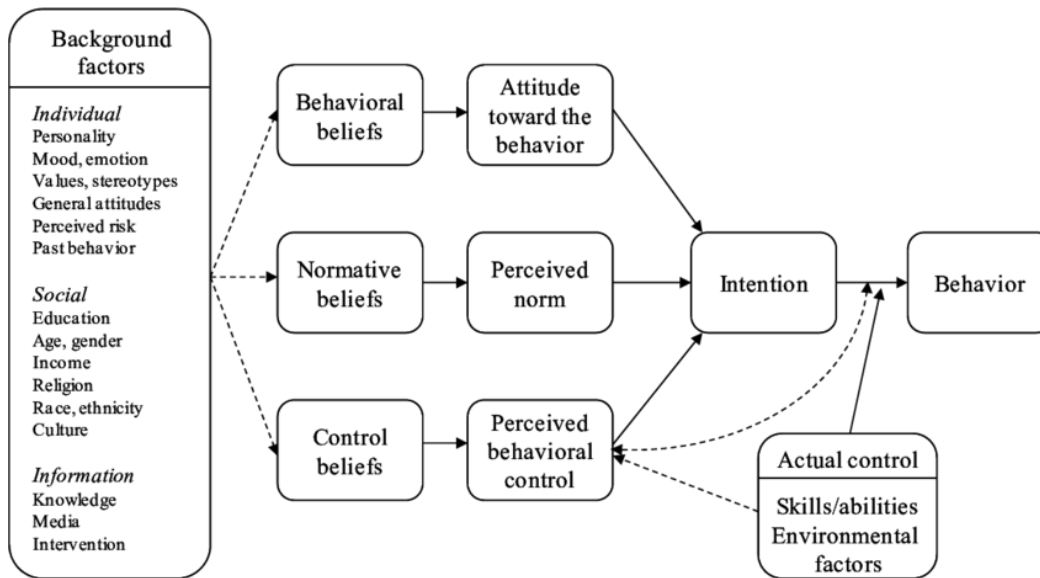 Background
factors
Individual
Personality
Mood, emotion
Values, stereotypes
General attitudes
Perceived risk
Past behavior
Social
Education
Age, gender
Income
Religion
Race, ethnicity
Culture
Information
Knowledge
Media
Intervention
Behavioral
beliefs
Attitude
toward the
behavior
Normative
beliefs
Perceived
norm
Intention
Behavior
Control
beliefs
Perceived
behavioral
control
Actual control
Skills/abilities
Environmental
factors